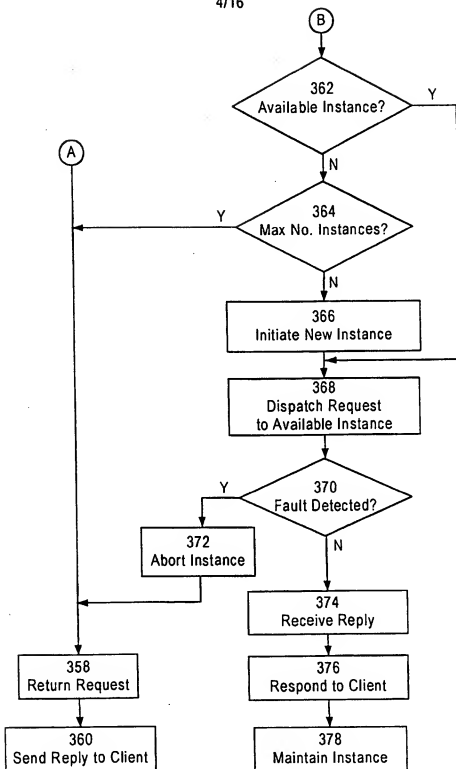 4/16
B
362
Available Instance?
Y
A
N
364
Max No. Instances?
Y
N
366
Initiate New Instance
368
Dispatch Request
to Available Instance
370
Fault Detected?
Y
372
Abort Instance
N
374
Receive Reply
358
Return Request
376
Respond to Client
360
Send Reply to Client
378
Maintain Instance